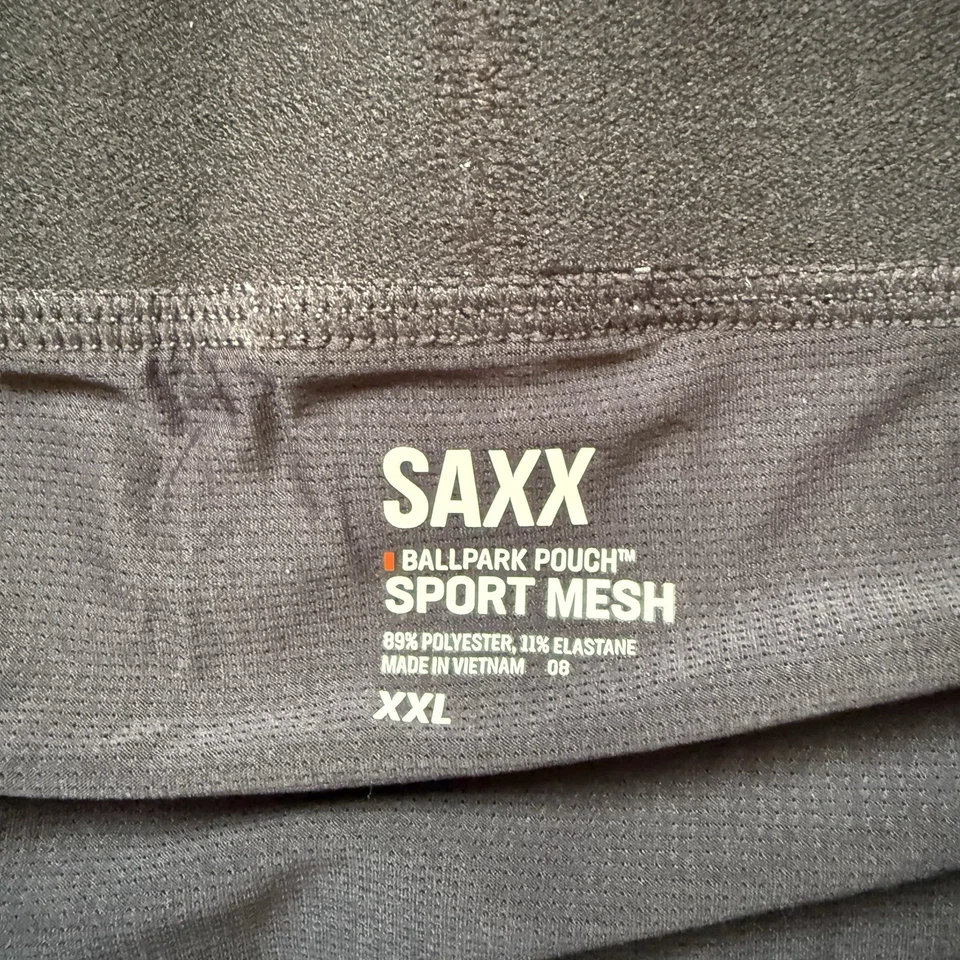 SAXX
BALLPARK POUCH™
SPORT MESH
89% POLYESTER, 11% ELASTANE
MADE IN VIETNAM 08
XXL